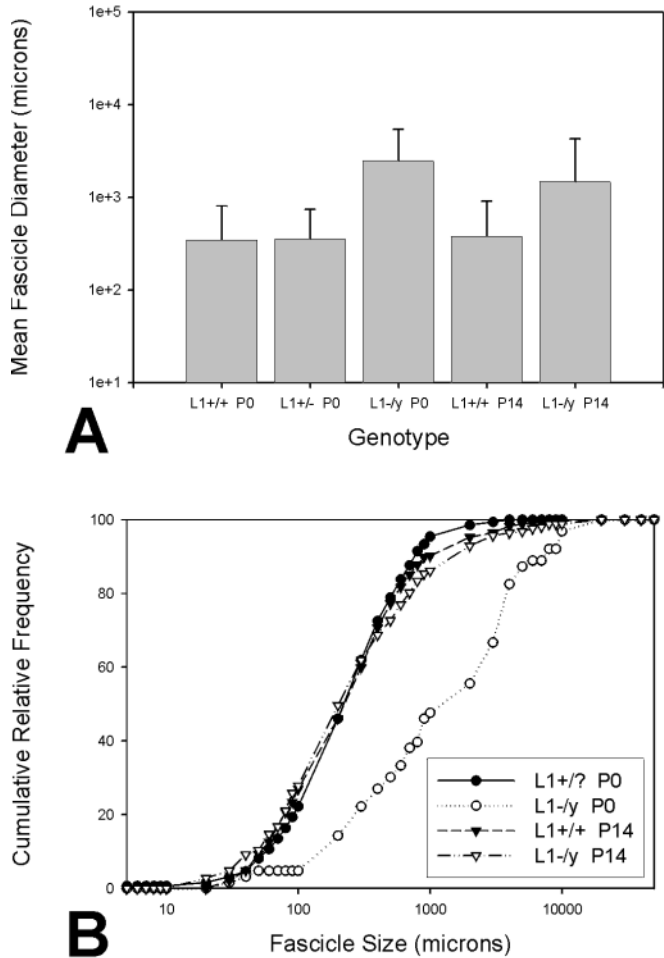 1e+5
1e+4
1e+3
1e+2
1e+1
Mean Fascicle Diameter (microns)
L1+/+ P0
L1+/- P0
L1-/y P0
L1+/+ P14
L1-/y P14
Genotype
A
100
80
60
40
20
0
Cumulative Relative Frequency
L1+/? P0
L1-/y P0
L1+/+ P14
L1-/y P14
10
100
1000
10000
Fascicle Size (microns)
B